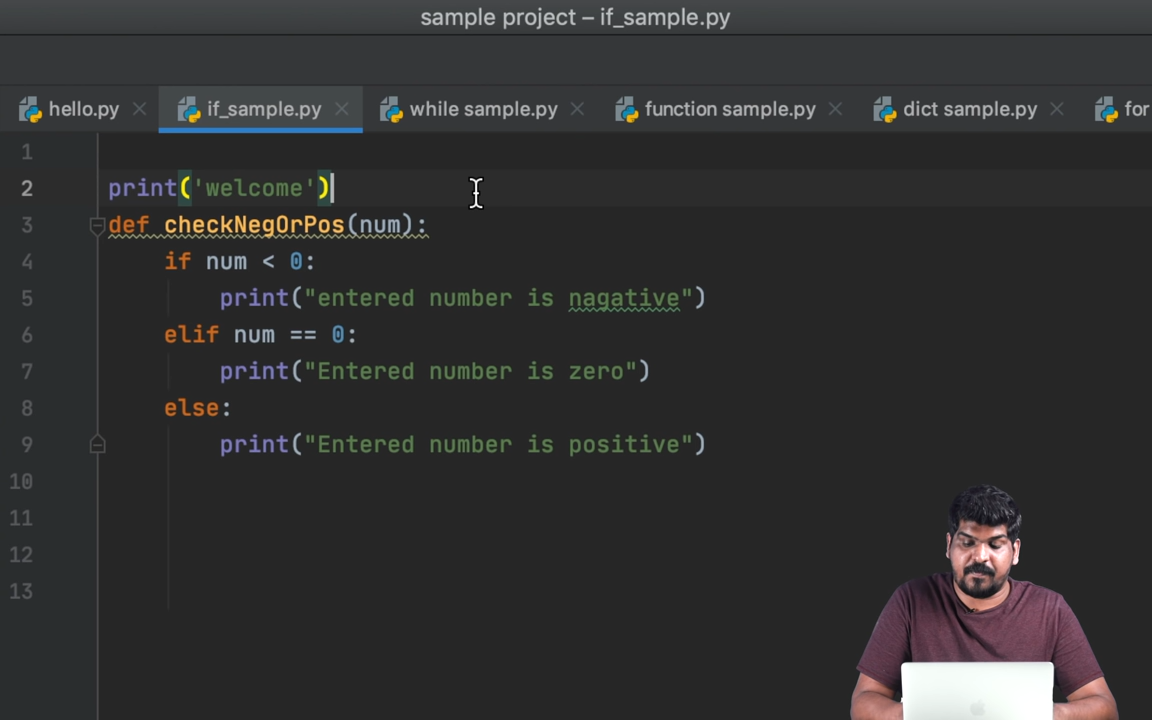 sample project – if_sample.py
hello.py if_sample.py while sample.py function sample.py dict sample.py for
1
2 print('welcome')
3 def checkNegOrPos(num):
4 if num < 0:
5 print("entered number is nagative")
6 elif num == 0:
7 print("Entered number is zero")
8 else:
9 print("Entered number is positive")
10
11
12
13